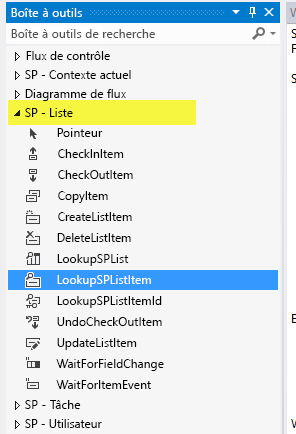 Boîte à outils
Boîte à outils de recherche
Flux de contrôle
SP - Contexte actuel
Diagramme de flux
SP - Liste
Pointeur
CheckInItem
CheckOutItem
CopyItem
CreateListItem
DeleteListItem
LookupSPList
LookupSPListItem
LookupSPListItemId
UndoCheckOutItem
UpdateListItem
WaitForFieldChange
WaitForItemEvent
SP - Tâche
SP - Utilisateur